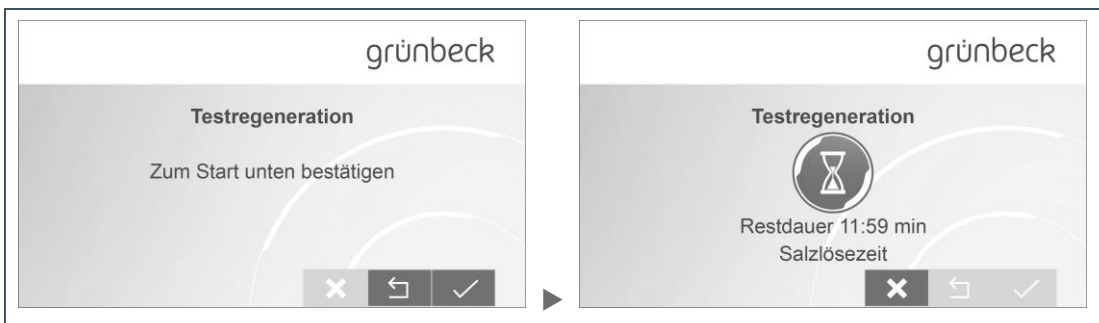 grünbeck
Testregeneration
Zum Start unten bestätigen
grünbeck
Testregeneration
Restdauer 11:59 min
Salzlösezeit